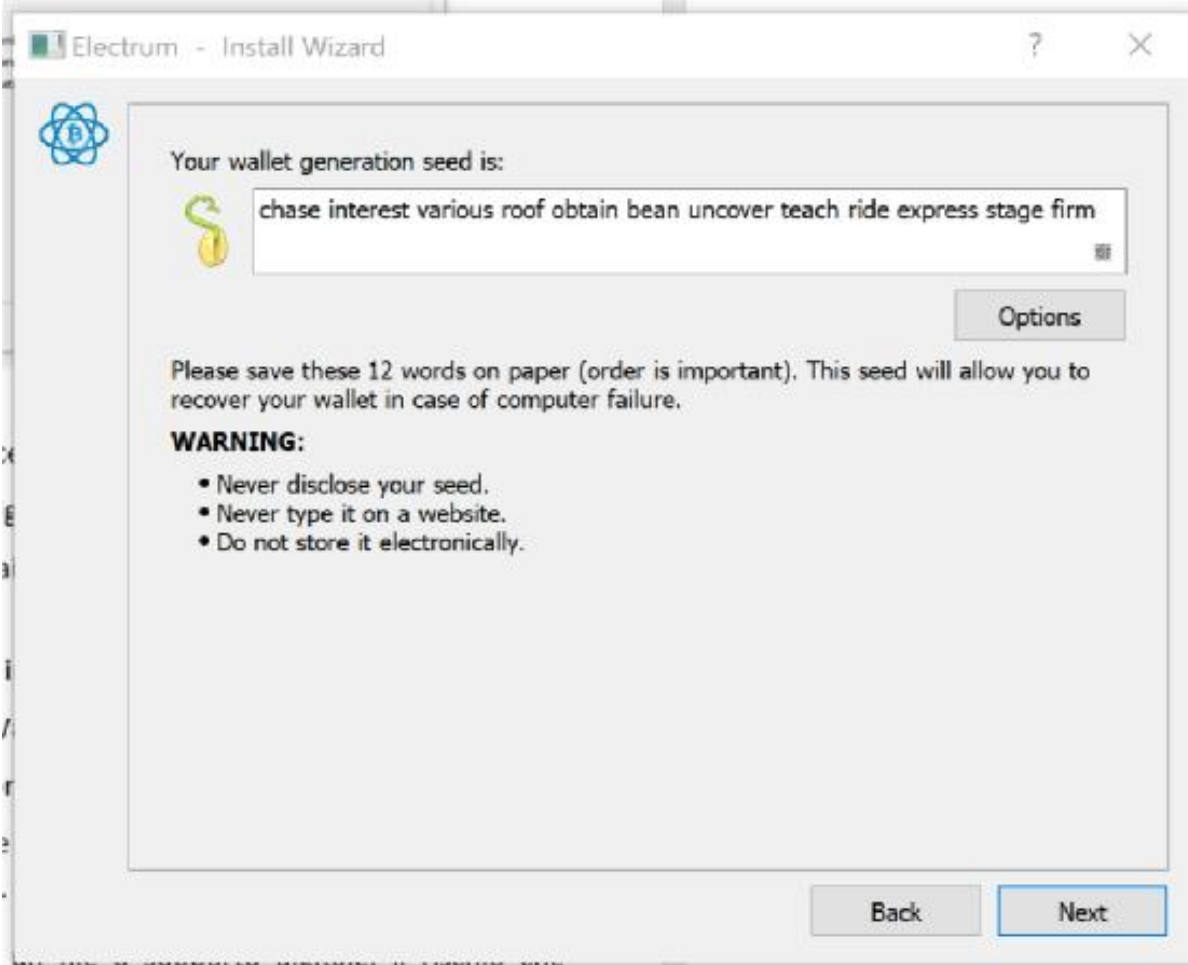 Electrum - Install Wizard
Your wallet generation seed is:
chase interest various roof obtain bean uncover teach ride express stage firm
Options
Please save these 12 words on paper (order is important). This seed will allow you to
recover your wallet in case of computer failure.
WARNING:
• Never disclose your seed.
• Never type it on a website.
• Do not store it electronically.
Back
Next